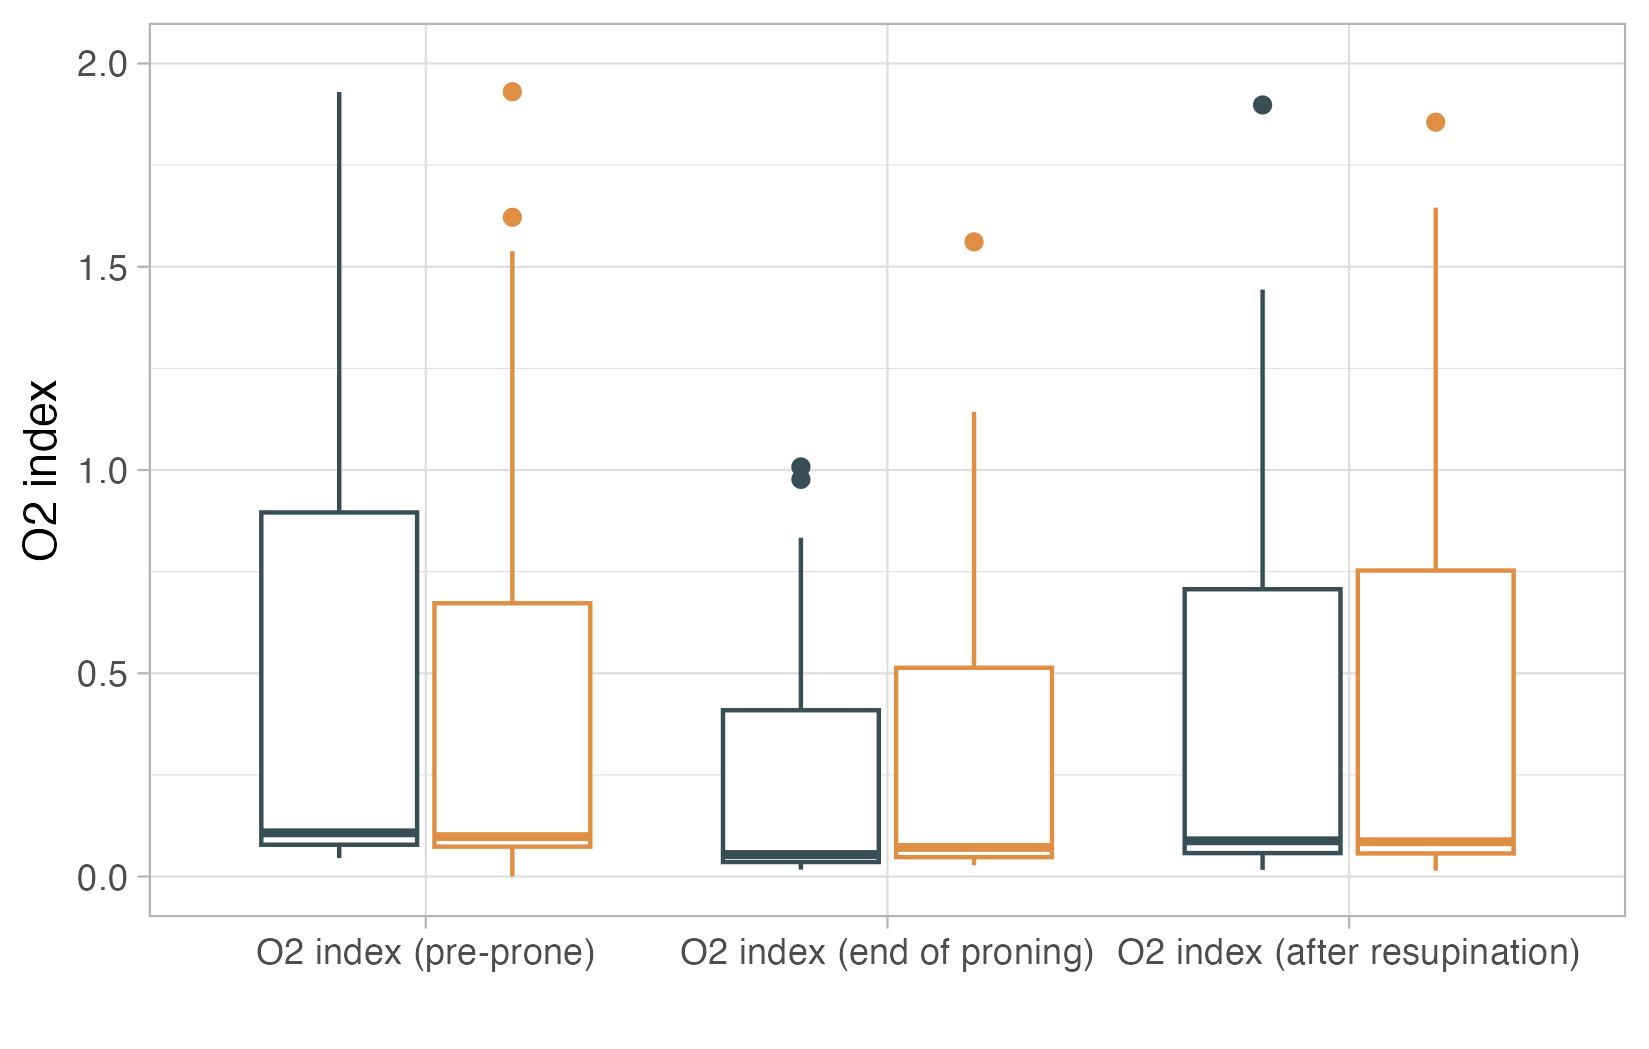 2.0
1.5
1.0
0.5
0.0
O2 index
O2 index (pre-prone) O2 index (end of proning) O2 index (after resupination)